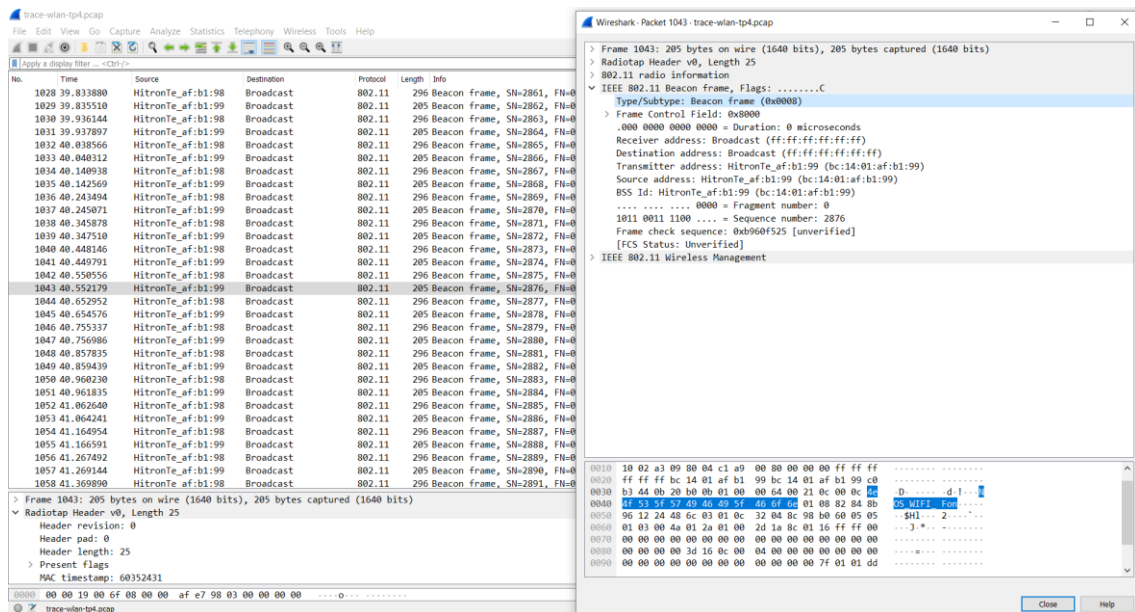 trace-wlan-tp4.pcap
File Edit View Go Capture Analyze Statistics Telephony Wireless Tools Help
Apply a display filter ... <Ctrl-/>
No. Time Source Destination Protocol Length Info
1028 39.833880 HitronTe_af:b1:98 Broadcast 802.11 296 Beacon frame, SN=2861, FN=0
1029 39.835510 HitronTe_af:b1:99 Broadcast 802.11 205 Beacon frame, SN=2862, FN=0
1030 39.936144 HitronTe_af:b1:98 Broadcast 802.11 296 Beacon frame, SN=2863, FN=0
1031 39.937897 HitronTe_af:b1:99 Broadcast 802.11 205 Beacon frame, SN=2864, FN=0
1032 40.038566 HitronTe_af:b1:98 Broadcast 802.11 296 Beacon frame, SN=2865, FN=0
1033 40.040312 HitronTe_af:b1:99 Broadcast 802.11 205 Beacon frame, SN=2866, FN=0
1034 40.140938 HitronTe_af:b1:98 Broadcast 802.11 296 Beacon frame, SN=2867, FN=0
1035 40.142569 HitronTe_af:b1:99 Broadcast 802.11 205 Beacon frame, SN=2868, FN=0
1036 40.243494 HitronTe_af:b1:98 Broadcast 802.11 296 Beacon frame, SN=2869, FN=0
1037 40.245071 HitronTe_af:b1:99 Broadcast 802.11 205 Beacon frame, SN=2870, FN=0
1038 40.345878 HitronTe_af:b1:98 Broadcast 802.11 296 Beacon frame, SN=2871, FN=0
1039 40.347510 HitronTe_af:b1:99 Broadcast 802.11 205 Beacon frame, SN=2872, FN=0
1040 40.448146 HitronTe_af:b1:98 Broadcast 802.11 296 Beacon frame, SN=2873, FN=0
1041 40.449791 HitronTe_af:b1:99 Broadcast 802.11 205 Beacon frame, SN=2874, FN=0
1042 40.550556 HitronTe_af:b1:98 Broadcast 802.11 296 Beacon frame, SN=2875, FN=0
1043 40.552179 HitronTe_af:b1:99 Broadcast 802.11 205 Beacon frame, SN=2876, FN=0
1044 40.652952 HitronTe_af:b1:98 Broadcast 802.11 296 Beacon frame, SN=2877, FN=0
1045 40.654576 HitronTe_af:b1:99 Broadcast 802.11 205 Beacon frame, SN=2878, FN=0
1046 40.755337 HitronTe_af:b1:98 Broadcast 802.11 296 Beacon frame, SN=2879, FN=0
1047 40.756986 HitronTe_af:b1:99 Broadcast 802.11 205 Beacon frame, SN=2880, FN=0
1048 40.857835 HitronTe_af:b1:98 Broadcast 802.11 296 Beacon frame, SN=2881, FN=0
1049 40.859439 HitronTe_af:b1:99 Broadcast 802.11 205 Beacon frame, SN=2882, FN=0
1050 40.960230 HitronTe_af:b1:98 Broadcast 802.11 296 Beacon frame, SN=2883, FN=0
1051 40.961835 HitronTe_af:b1:99 Broadcast 802.11 205 Beacon frame, SN=2884, FN=0
1052 41.062640 HitronTe_af:b1:98 Broadcast 802.11 296 Beacon frame, SN=2885, FN=0
1053 41.064241 HitronTe_af:b1:99 Broadcast 802.11 205 Beacon frame, SN=2886, FN=0
1054 41.164954 HitronTe_af:b1:98 Broadcast 802.11 296 Beacon frame, SN=2887, FN=0
1055 41.166591 HitronTe_af:b1:99 Broadcast 802.11 205 Beacon frame, SN=2888, FN=0
1056 41.267492 HitronTe_af:b1:98 Broadcast 802.11 296 Beacon frame, SN=2889, FN=0
1057 41.269144 HitronTe_af:b1:99 Broadcast 802.11 205 Beacon frame, SN=2890, FN=0
1058 41.369890 HitronTe_af:b1:98 Broadcast 802.11 296 Beacon frame, SN=2891, FN=0
Frame 1043: 205 bytes on wire (1640 bits), 205 bytes captured (1640 bits)
Radiotap Header v0, Length 25
Header revision: 0
Header pad: 0
Header length: 25
Present flags
MAC timestamp: 60352431
0000 00 00 19 00 6f 08 00 00 af e7 98 03 00 00 00 00 ····o··· ········
trace-wlan-tp4.pcap
Wireshark · Packet 1043 · trace-wlan-tp4.pcap
Frame 1043: 205 bytes on wire (1640 bits), 205 bytes captured (1640 bits)
Radiotap Header v0, Length 25
802.11 radio information
IEEE 802.11 Beacon frame, Flags: ........C
Type/Subtype: Beacon frame (0x0008)
Frame Control Field: 0x8000
.000 0000 0000 0000 = Duration: 0 microseconds
Receiver address: Broadcast (ff:ff:ff:ff:ff:ff)
Destination address: Broadcast (ff:ff:ff:ff:ff:ff)
Transmitter address: HitronTe_af:b1:99 (bc:14:01:af:b1:99)
Source address: HitronTe_af:b1:99 (bc:14:01:af:b1:99)
BSS Id: HitronTe_af:b1:99 (bc:14:01:af:b1:99)
.... .... .... 0000 = Fragment number: 0
1011 0011 1100 .... = Sequence number: 2876
Frame check sequence: 0xb960f525 [unverified]
[FCS Status: Unverified]
IEEE 802.11 Wireless Management
0010 10 02 a3 09 80 04 c1 a9 00 80 00 00 00 ff ff ff ········ ········
0020 ff ff ff bc 14 01 af b1 99 bc 14 01 af b1 99 c0 ········ ········
0030 b3 44 0b 20 b0 0b 01 00 00 64 00 21 0c 00 0c 4e ·D· ···· ·d·!···N
0040 4f 53 5f 57 49 46 49 5f 46 6f 6e 01 08 82 84 8b OS_WIFI_ Fon·····
0050 96 12 24 48 6c 03 01 0c 32 04 8c 98 b0 60 05 05 ··$Hl··· 2····`··
0060 01 03 00 4a 01 2a 01 00 2d 1a 8c 01 16 ff ff 00 ···J·*·· -·······
0070 00 00 00 00 00 00 00 00 00 00 00 00 00 00 00 00 ········ ········
0080 00 00 00 00 3d 16 0c 00 04 00 00 00 00 00 00 00 ····=··· ········
0090 00 00 00 00 00 00 00 00 00 00 00 00 7f 01 01 dd ········ ········
Close Help